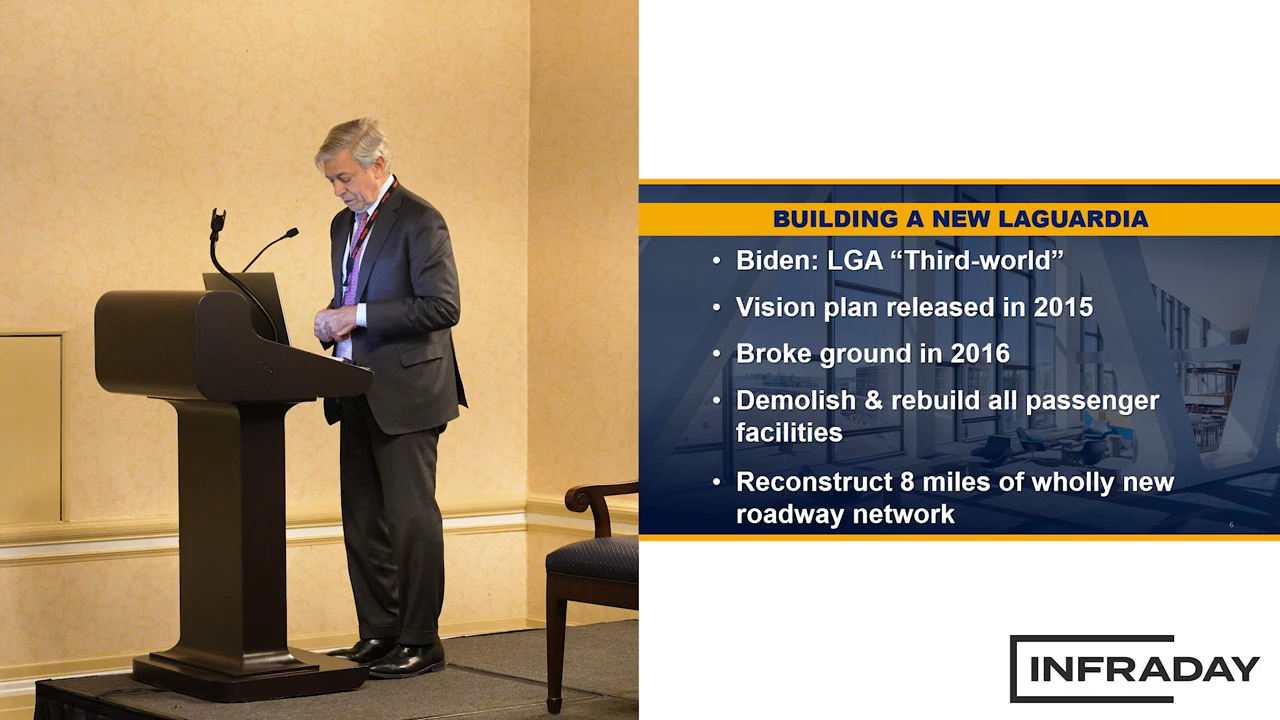 BUILDING A NEW LAGUARDIA
• Biden: LGA “Third-world”
• Vision plan released in 2015
• Broke ground in 2016
• Demolish & rebuild all passenger
facilities
• Reconstruct 8 miles of wholly new
roadway network
6
INFRADAY